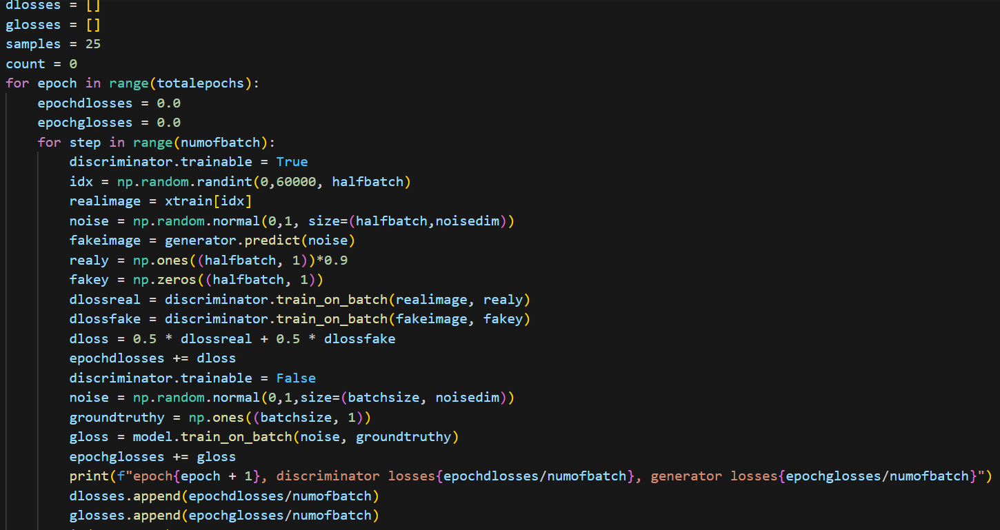 dlosses = []
glosses = []
samples = 25
count = 0
for epoch in range(totalepochs):
    epochdlosses = 0.0
    epochglosses = 0.0
    for step in range(numofbatch):
        discriminator.trainable = True
        idx = np.random.randint(0,60000, halfbatch)
        realimage = xtrain[idx]
        noise = np.random.normal(0,1, size=(halfbatch,noisedim))
        fakeimage = generator.predict(noise)
        realy = np.ones((halfbatch, 1))*0.9
        fakey = np.zeros((halfbatch, 1))
        dlossreal = discriminator.train_on_batch(realimage, realy)
        dlossfake = discriminator.train_on_batch(fakeimage, fakey)
        dloss = 0.5 * dlossreal + 0.5 * dlossfake
        epochdlosses += dloss
        discriminator.trainable = False
        noise = np.random.normal(0,1,size=(batchsize, noisedim))
        groundtruthy = np.ones((batchsize, 1))
        gloss = model.train_on_batch(noise, groundtruthy)
        epochglosses += gloss
        print(f"epoch{epoch + 1}, discriminator losses{epochdlosses/numofbatch}, generator losses{epochglosses/numofbatch}")
        dlosses.append(epochdlosses/numofbatch)
        glosses.append(epochglosses/numofbatch)